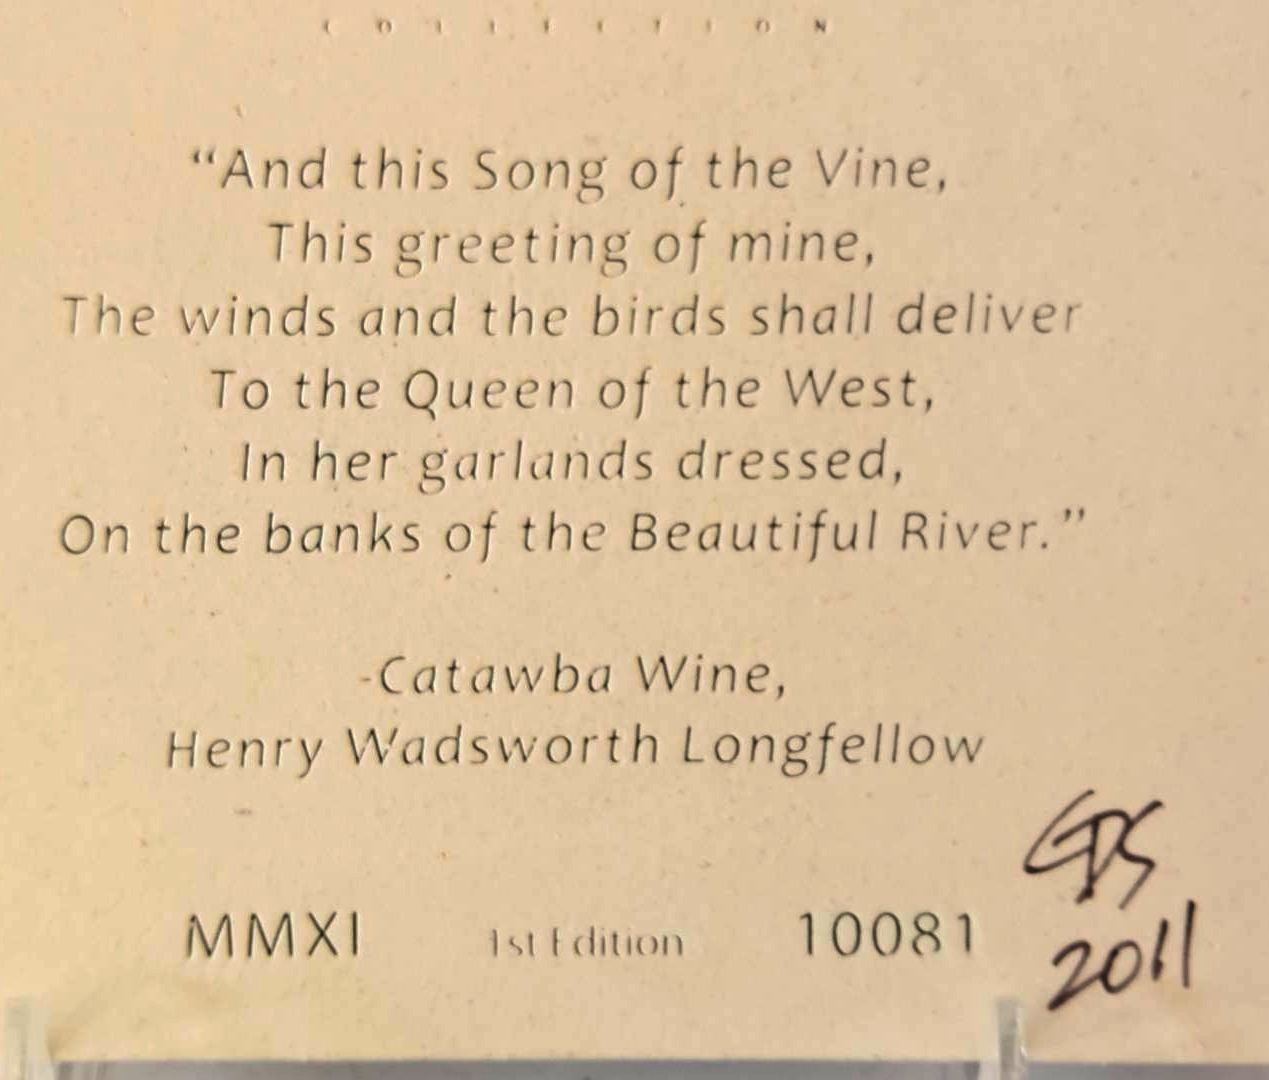 COLLECTION
“And this Song of the Vine,
This greeting of mine,
The winds and the birds shall deliver
To the Queen of the West,
In her garlands dressed,
On the banks of the Beautiful River.”
-Catawba Wine,
Henry Wadsworth Longfellow
MMXI 1st Edition 10081
2011